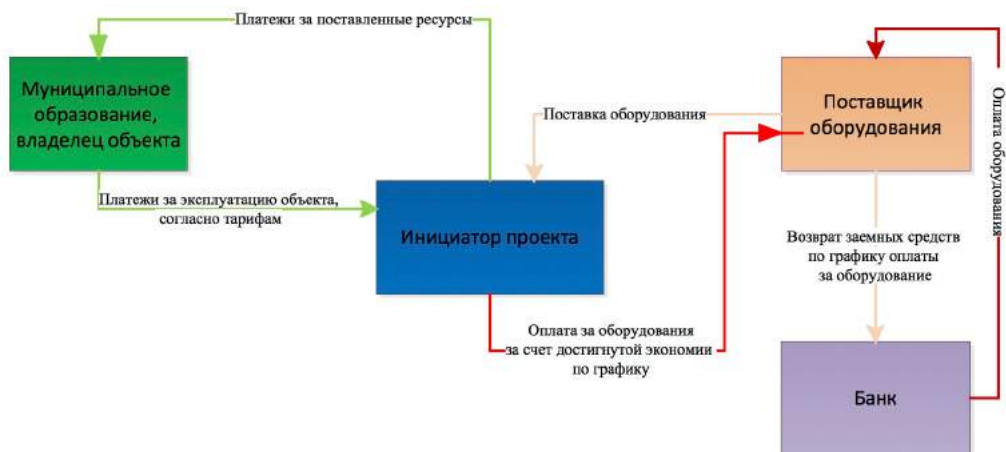 Платежи за поставленные ресурсы
Муниципальное
образование,
владелец объекта
Поставка оборудования
Поставщик
оборудования
Оплата оборудования
Платежи за эксплуатацию объекта,
согласно тарифам
Инициатор проекта
Возврат заемных средств
по графику оплаты
за оборудование
Оплата за оборудования
за счет достигнутой экономии
по графику
Банк